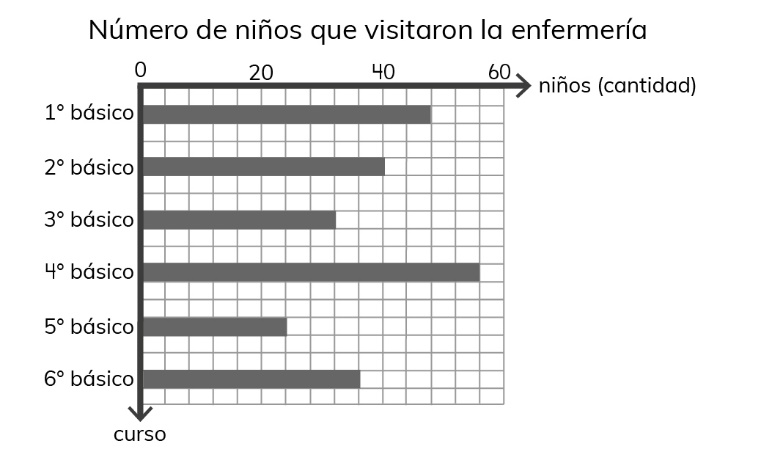 Número de niños que visitaron la enfermería
0 20 40 60
niños (cantidad)
1° básico
2° básico
3° básico
4° básico
5° básico
6° básico
curso